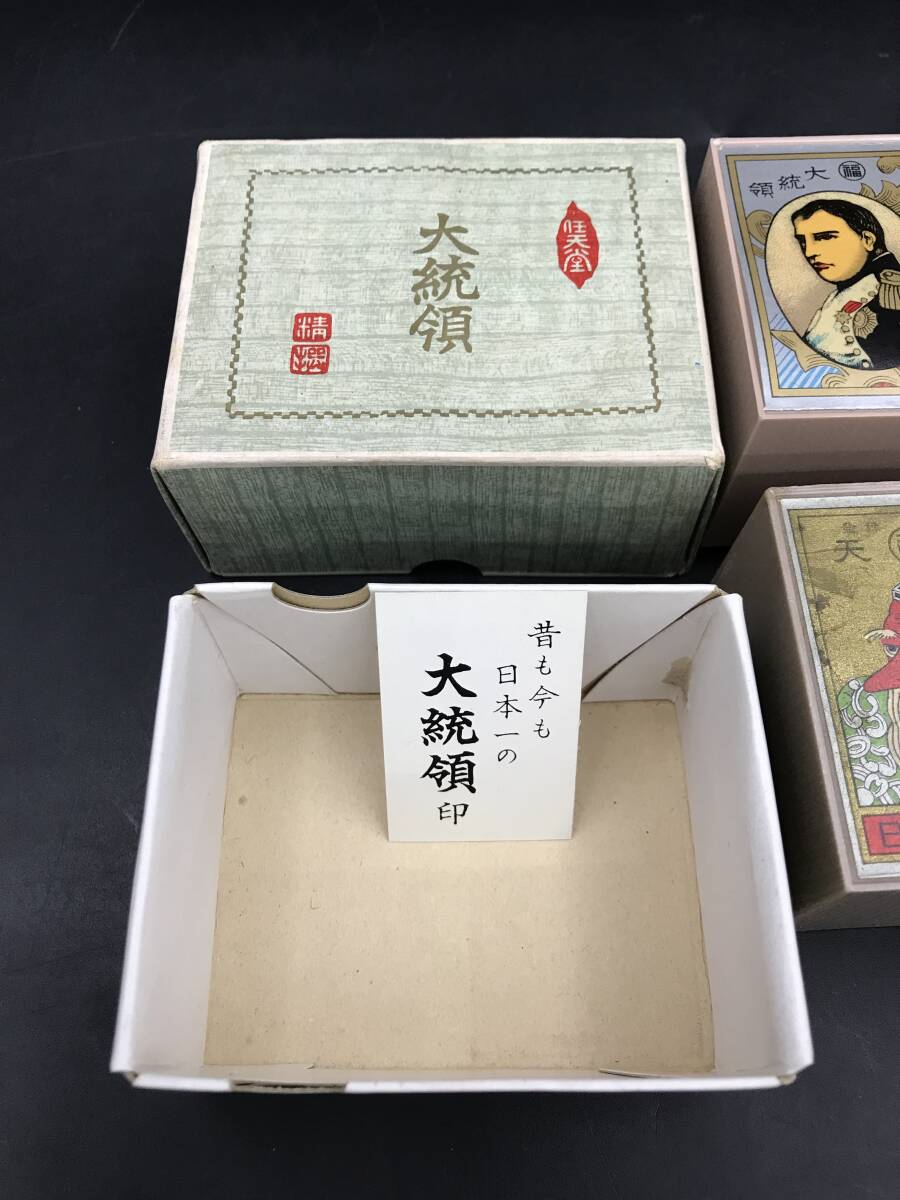 任天堂
大統領
精選
大統領
福
天
昔も今も
日本一の
大統領印